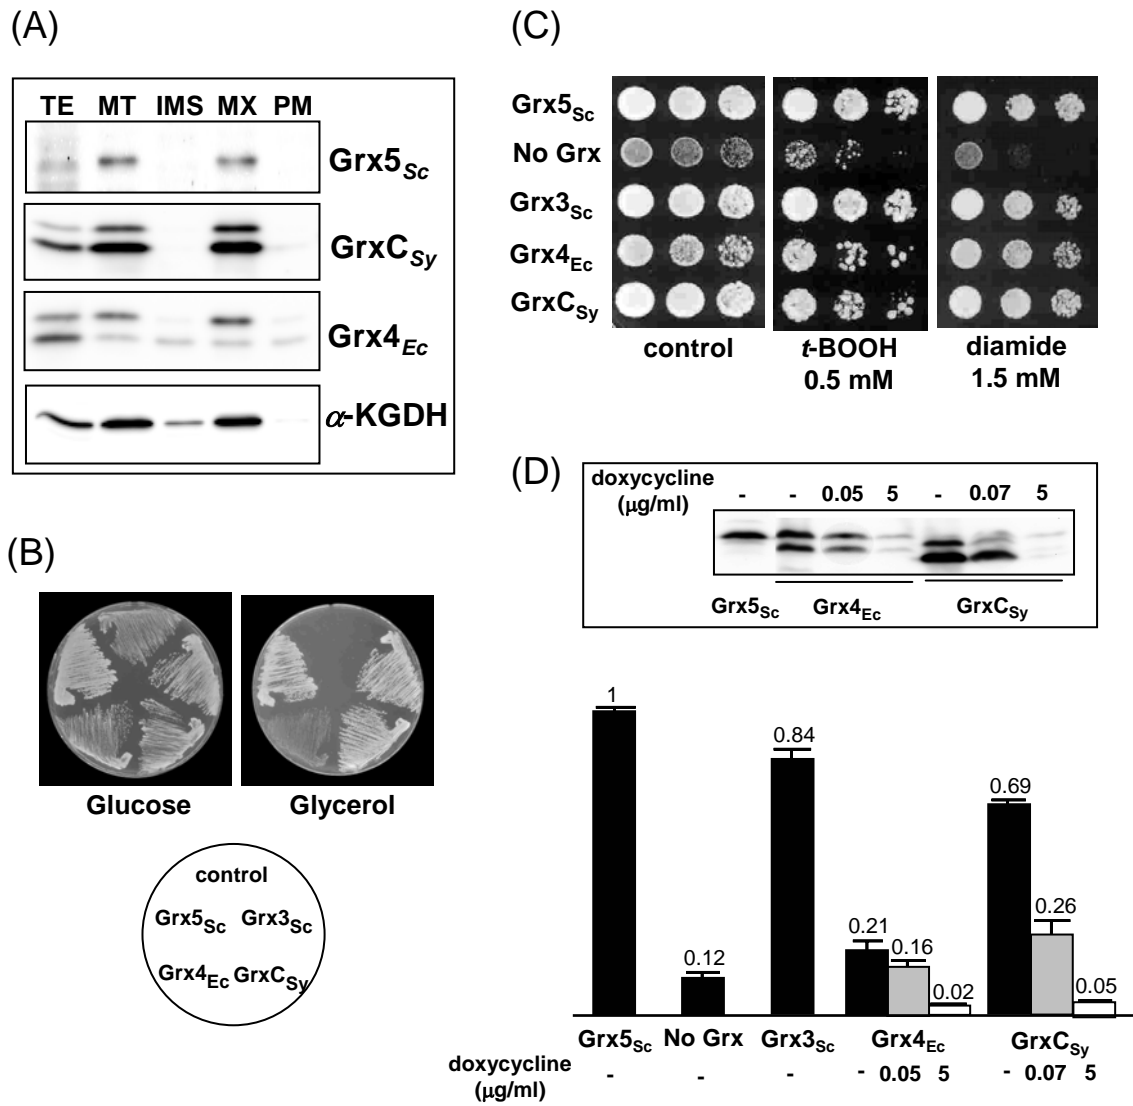 (A)
TE MT IMS MX PM
Grx5Sc
GrxCSy
Grx4Ec
α-KGDH
(B)
Glucose Glycerol
control
Grx5Sc Grx3Sc
Grx4Ec GrxCSy
(C)
Grx5Sc
No Grx
Grx3Sc
Grx4Ec
GrxCSy
control t-BOOH diamide
0.5 mM 1.5 mM
(D)
doxycycline - - 0.05 5 - 0.07 5
(μg/ml)
Grx5Sc Grx4Ec GrxCSy
1
0.84
0.69
0.26
0.21
0.16
0.12
0.05
0.02
Grx5Sc No Grx Grx3Sc Grx4Ec GrxCSy
doxycycline - - - - 0.05 5 - 0.07 5
(μg/ml)